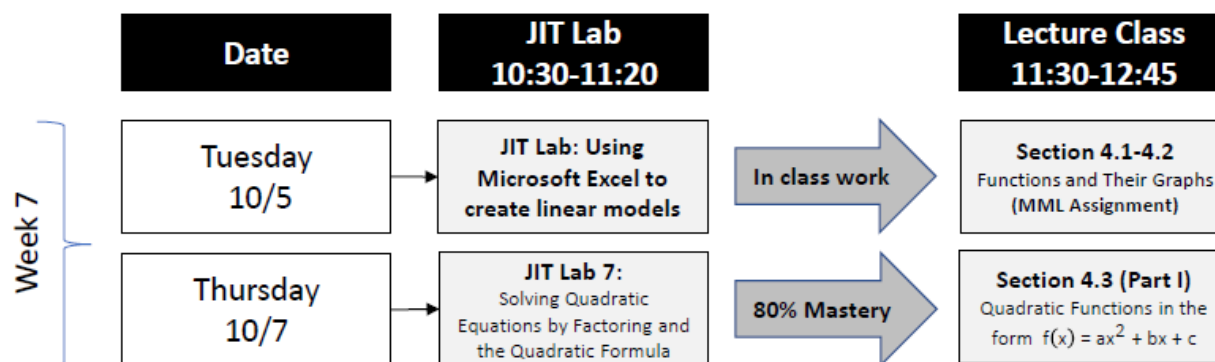 Date
JIT Lab
10:30-11:20
Lecture Class
11:30-12:45
Week 7
Tuesday
10/5
JIT Lab: Using
Microsoft Excel to
create linear models
In class work
Section 4.1-4.2
Functions and Their Graphs
(MML Assignment)
Thursday
10/7
JIT Lab 7:
Solving Quadratic
Equations by Factoring and
the Quadratic Formula
80% Mastery
Section 4.3 (Part I)
Quadratic Functions in the
form f(x) = ax² + bx + c